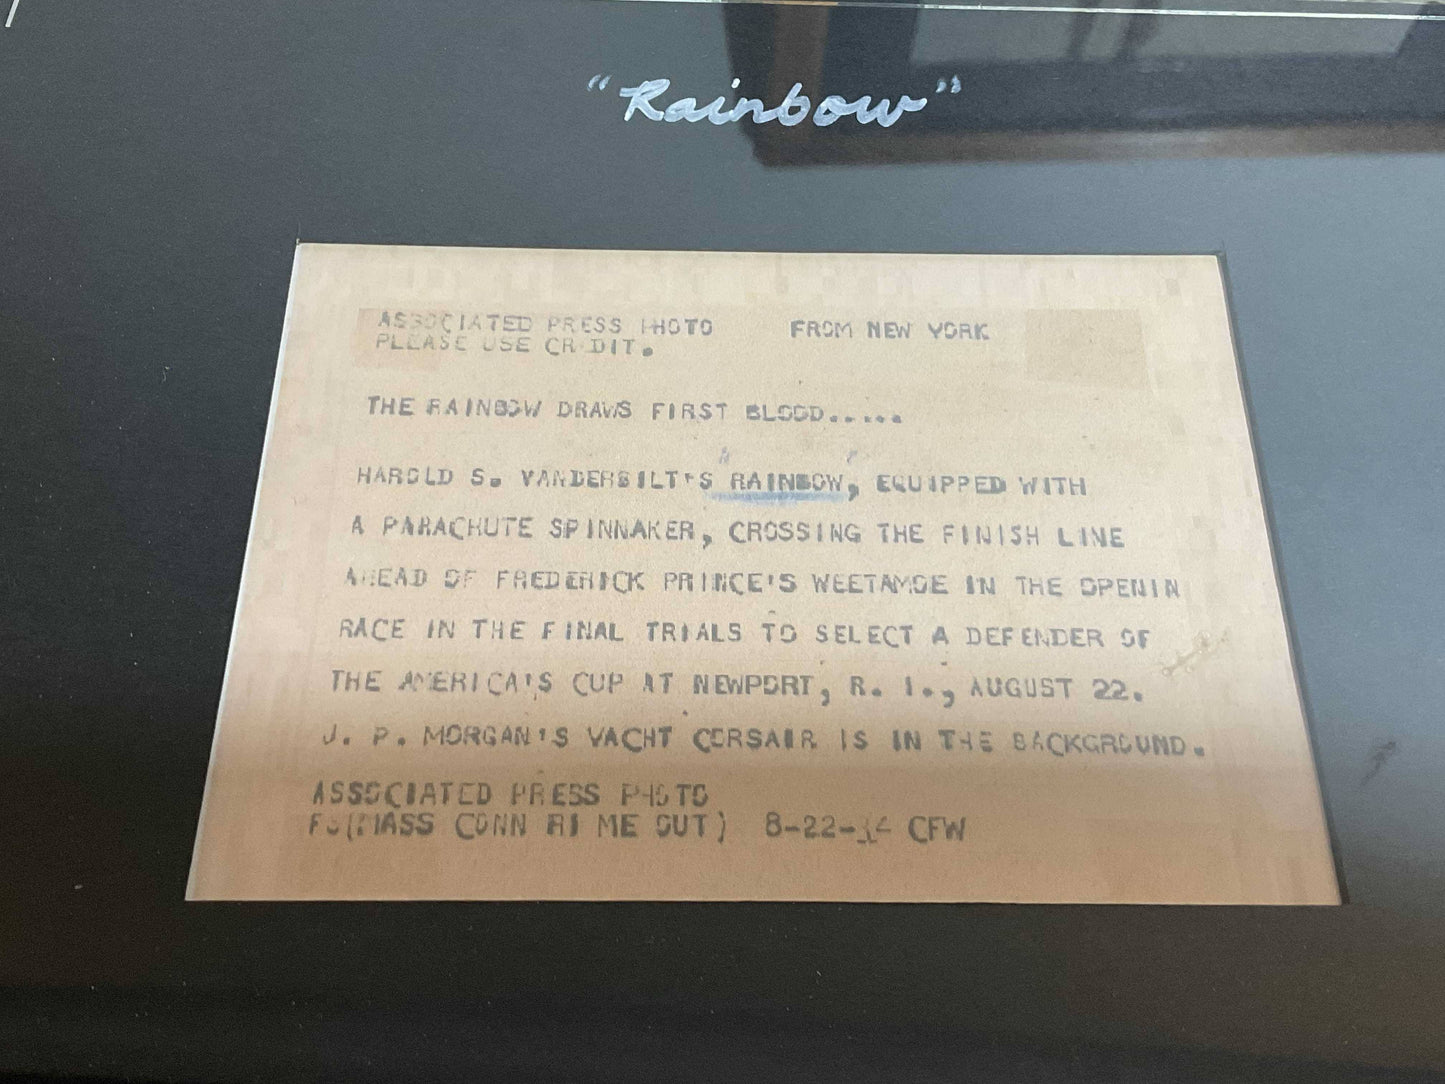 "Rainbow"
ASSOCIATED PRESS PHOTO FROM NEW YORK
PLEASE USE CR DIT.
THE RAINBOW DRAWS FIRST BLOOD.....
HAROLD S. VANDERBILT'S "RAINBOW", EQUIPPED WITH
A PARACHUTE SPINNAKER, CROSSING THE FINISH LINE
AHEAD OF FREDERICK PRINCE'S WEETAMOE IN THE OPENIN
RACE IN THE FINAL TRIALS TO SELECT A DEFENDER OF
THE AMERICA'S CUP AT NEWPORT, R. I., AUGUST 22.
J. P. MORGAN'S YACHT CORSAIR IS IN THE BACKGROUND.
ASSOCIATED PRESS PHOTO
(MASS CONN RI ME OUT) 8-22-34 CFW